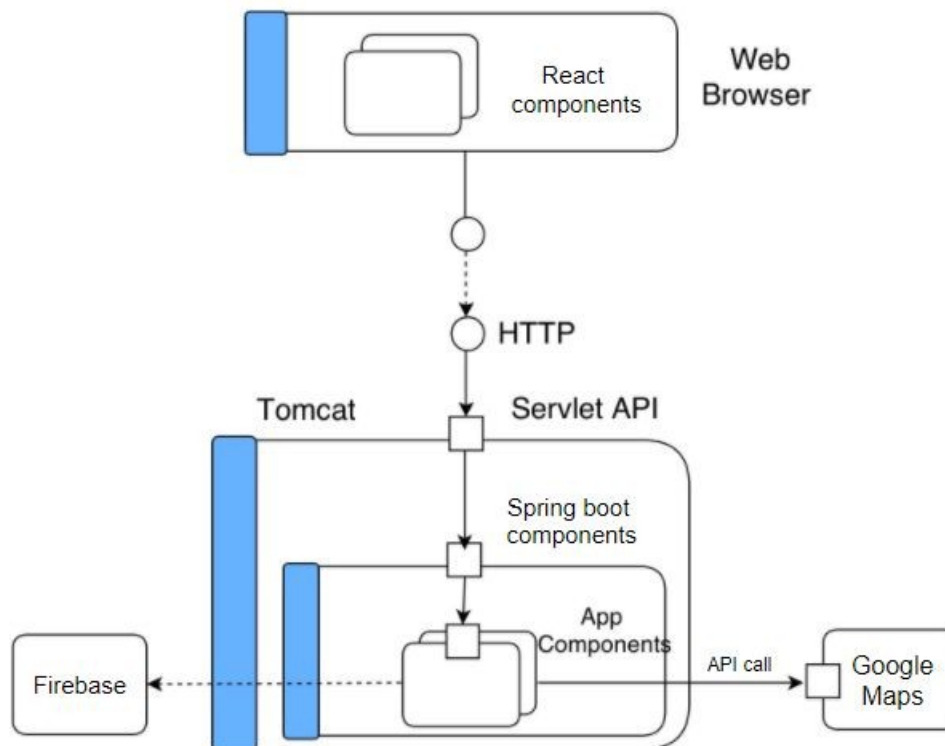 React
components
Web
Browser
HTTP
Tomcat
Servlet API
Spring boot
components
App
Components
Firebase
API call
Google
Maps